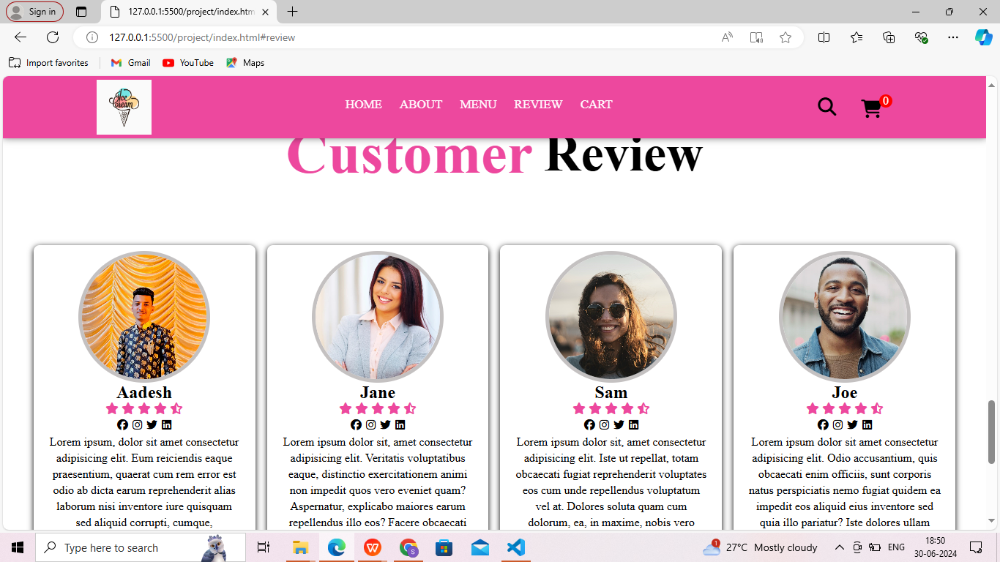 Sign in
127.0.0.1:5500/project/index.htm
127.0.0.1:5500/project/index.html#review
Import favorites
Gmail
YouTube
Maps
Ice
cream
HOME
ABOUT
MENU
REVIEW
CART
0
Customer Review
Aadesh
Lorem ipsum, dolor sit amet consectetur
adipisicing elit. Eum reiciendis eaque
praesentium, quaerat cum rem error est
odio ab dicta earum reprehenderit alias
laborum nisi inventore iure quisquam
sed aliquid corrupti, cumque,
Jane
Lorem ipsum dolor sit, amet consectetur
adipisicing elit. Veritatis voluptatibus
eaque, distinctio exercitationem animi
non impedit quos vero eveniet quam?
Aspernatur, explicabo maiores earum
repellendus illo eos? Facere obcaecati
Sam
Lorem ipsum dolor sit amet consectetur
adipisicing elit. Iste ut repellat, totam
obcaecati fugiat reprehenderit voluptates
eos cum unde repellendus voluptatum
vel at. Dolores soluta quam cum
dolorum, ea, in maxime, nobis vero
Joe
Lorem ipsum dolor sit amet consectetur
adipisicing elit. Odio accusantium, quis
obcaecati enim officiis, sunt corporis
natus perspiciatis nemo fugiat quidem ea
impedit eos aliquid eius inventore sed
quia illo pariatur? Iste dolores ullam
Type here to search
1
27°C Mostly cloudy
ENG
18:50
30-06-2024